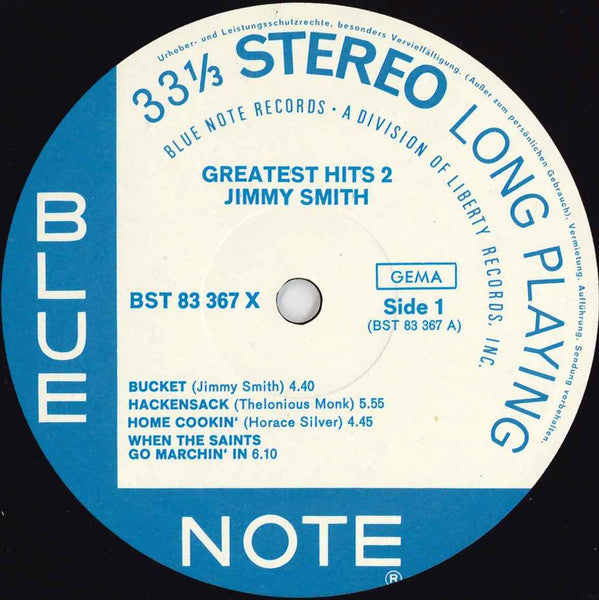 Urheber- und Leistungsschutzrechte, besonders Vervielfältigung. (Außer zum persönlichen Gebrauch), Vermietung, Aufführung, Sendung vorbehalten.
33⅓ STEREO LONG PLAYING
BLUE NOTE RECORDS · A DIVISION OF LIBERTY RECORDS, INC.
GREATEST HITS 2
JIMMY SMITH
BLUE
BST 83 367 X
GEMA
Side 1
(BST 83 367 A)
BUCKET (Jimmy Smith) 4.40
HACKENSACK (Thelonious Monk) 5.55
HOME COOKIN' (Horace Silver) 4.45
WHEN THE SAINTS
GO MARCHIN' IN 6.10
NOTE
®